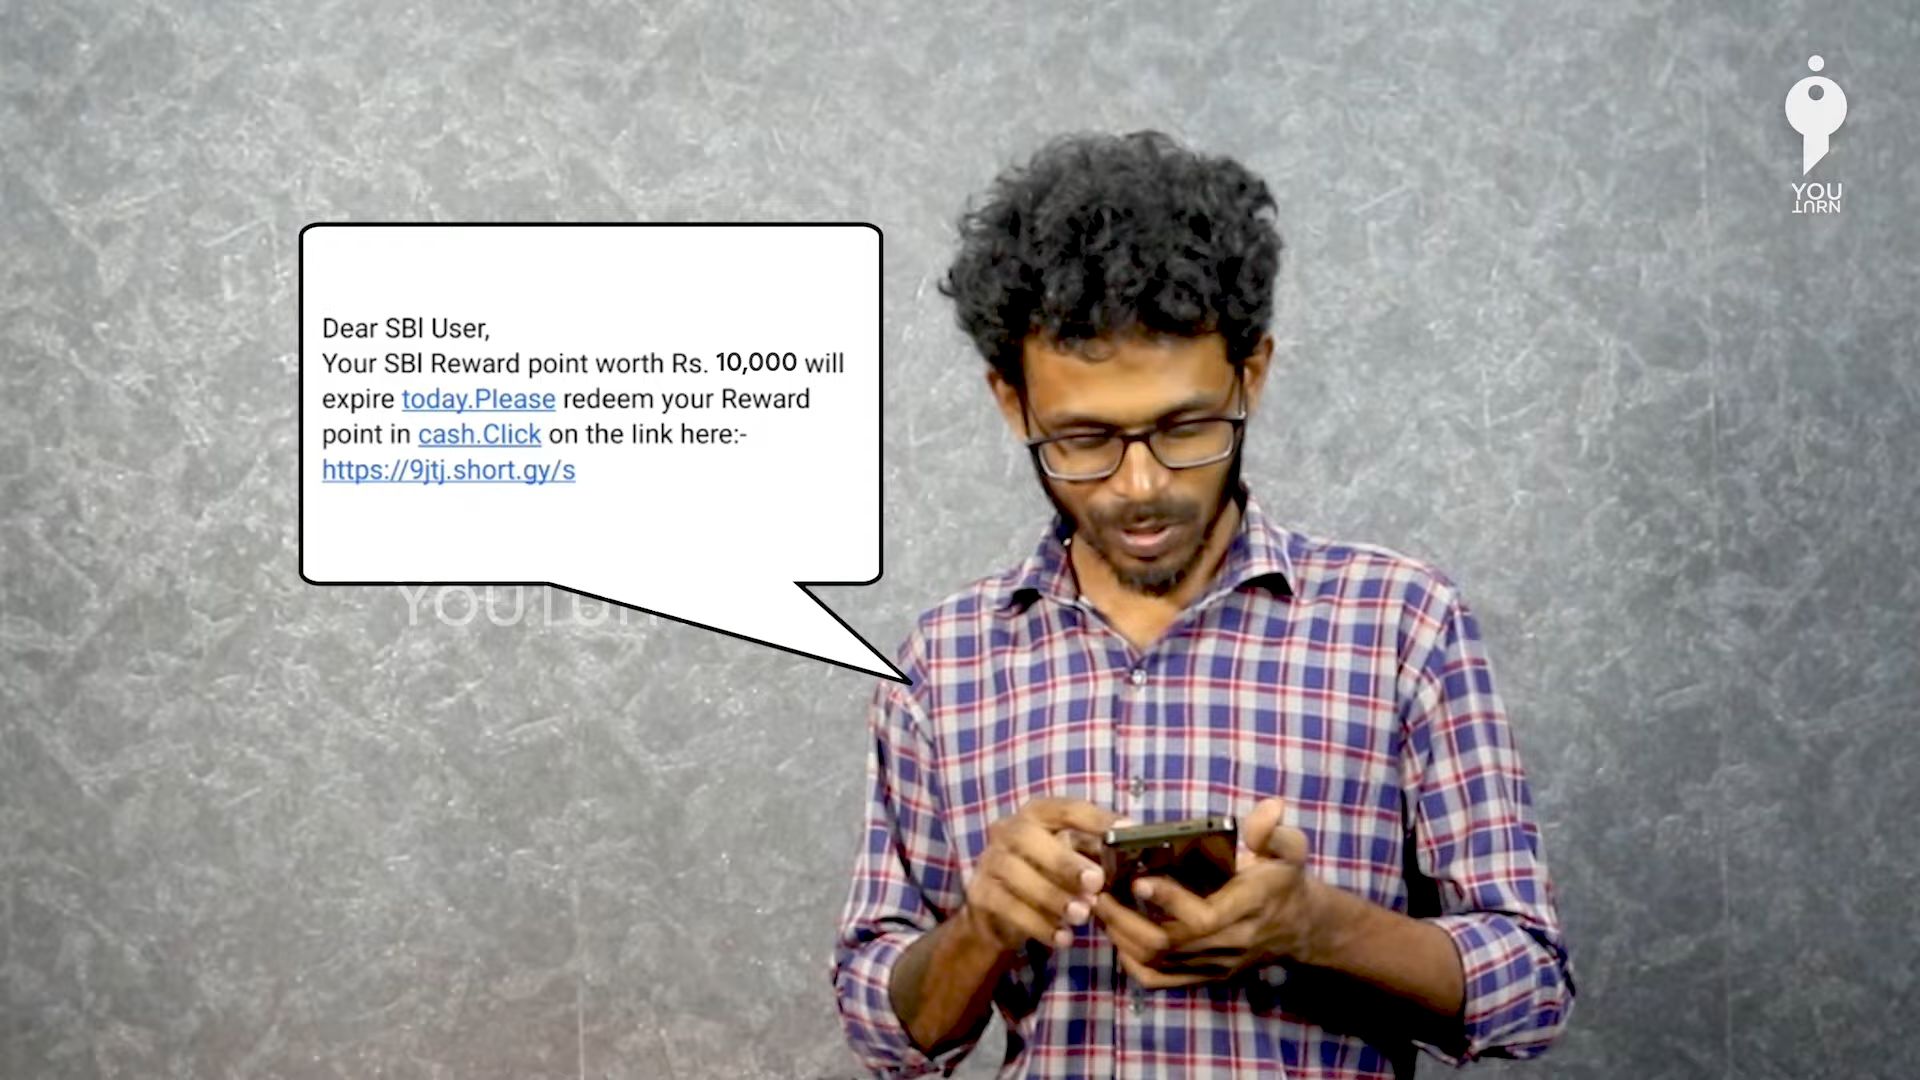 Dear SBI User,
Your SBI Reward point worth Rs. 10,000 will
expire today.Please redeem your Reward
point in cash.Click on the link here:-
https://9jtj.short.gy/s
YOU
TURN
YOUTURN